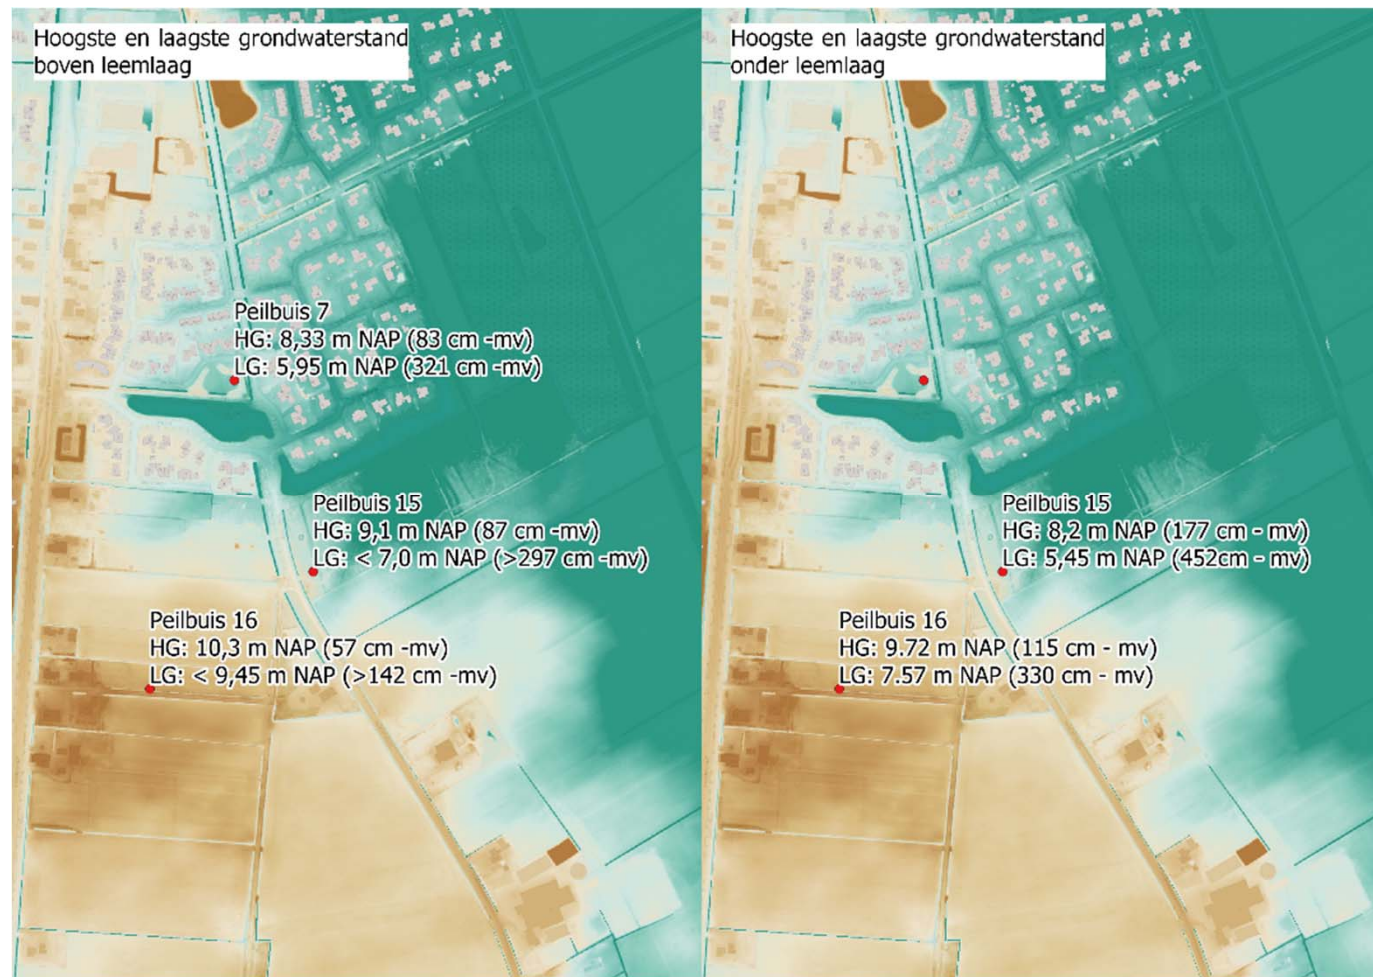 Hoogste en laagste grondwaterstand
boven leemlaag
Peilbuis 7
HG: 8,33 m NAP (83 cm -mv)
LG: 5,95 m NAP (321 cm -mv)
Peilbuis 15
HG: 9,1 m NAP (87 cm -mv)
LG: < 7,0 m NAP (>297 cm -mv)
Peilbuis 16
HG: 10,3 m NAP (57 cm -mv)
LG: < 9,45 m NAP (>142 cm -mv)
Hoogste en laagste grondwaterstand
onder leemlaag
Peilbuis 15
HG: 8,2 m NAP (177 cm - mv)
LG: 5,45 m NAP (452cm - mv)
Peilbuis 16
HG: 9.72 m NAP (115 cm - mv)
LG: 7.57 m NAP (330 cm - mv)